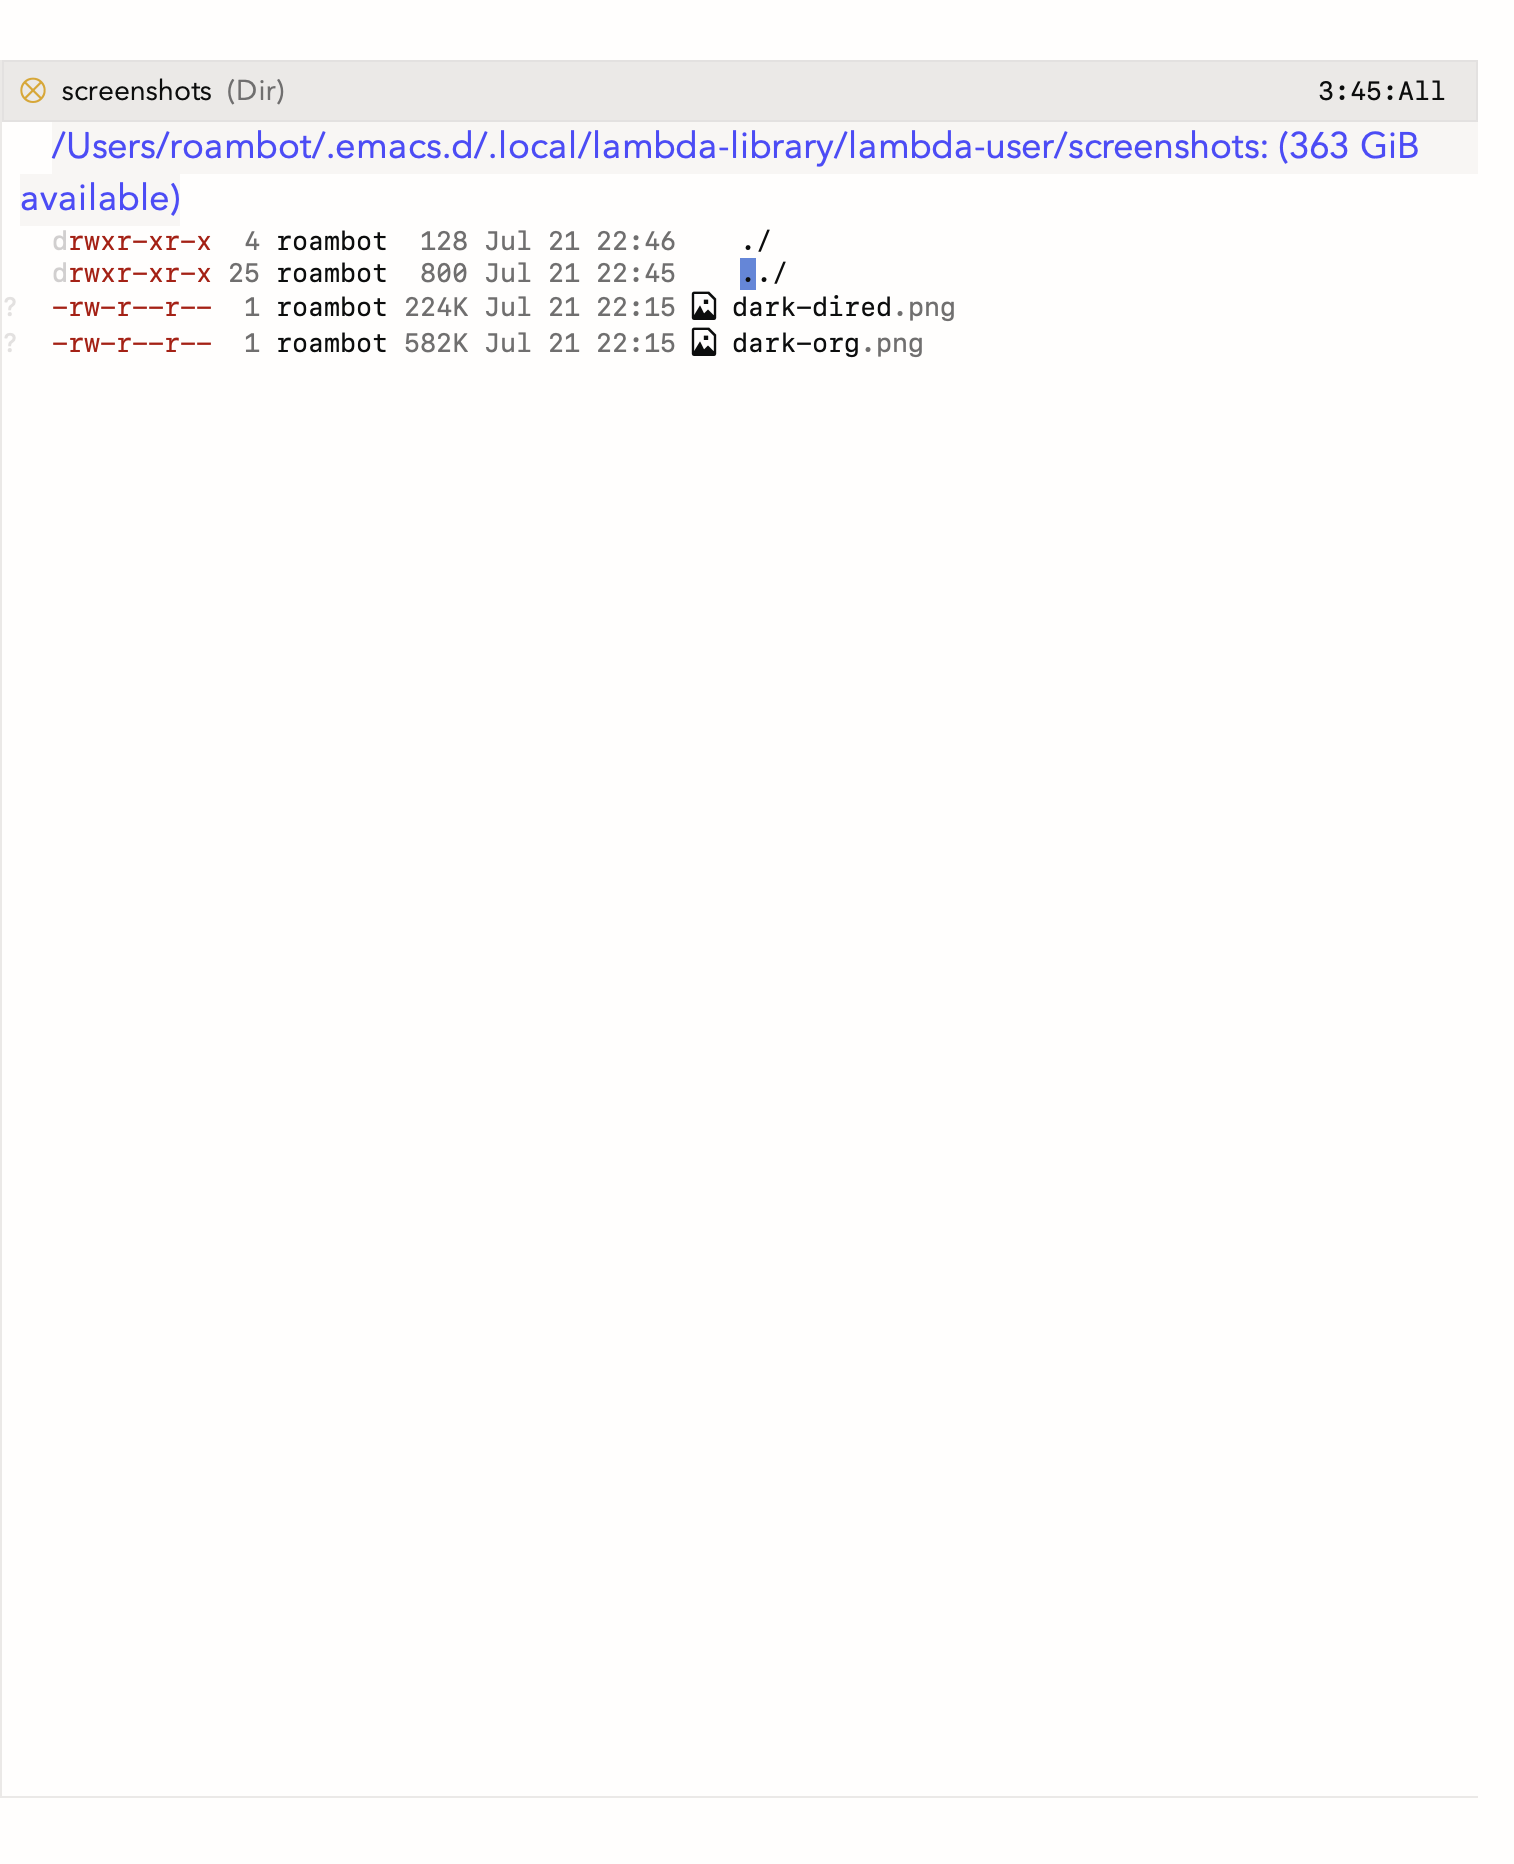 screenshots (Dir) 3:45:All
/Users/roambot/.emacs.d/.local/lambda-library/lambda-user/screenshots: (363 GiB
available)
drwxr-xr-x  4 roambot  128 Jul 21 22:46    ./
drwxr-xr-x 25 roambot  800 Jul 21 22:45    ../
? -rw-r--r--  1 roambot 224K Jul 21 22:15 dark-dired.png
? -rw-r--r--  1 roambot 582K Jul 21 22:15 dark-org.png